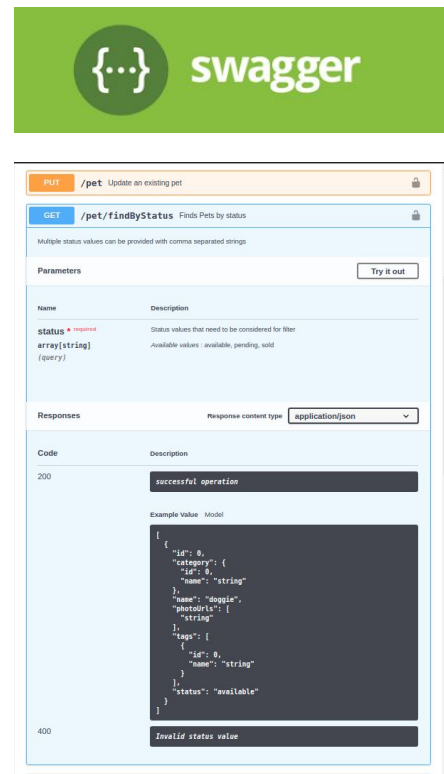 {···} swagger
PUT /pet Update an existing pet
GET /pet/findByStatus Finds Pets by status
Multiple status values can be provided with comma separated strings
Parameters Try it out
Name Description
status * required Status values that need to be considered for filter
array[string] Available values : available, pending, sold
(query)
Responses Response content type application/json
Code Description
200 successful operation
Example Value Model
[
{
"id": 0,
"category": {
"id": 0,
"name": "string"
},
"name": "doggie",
"photoUrls": [
"string"
],
"tags": [
{
"id": 0,
"name": "string"
}
],
"status": "available"
}
]
400 Invalid status value